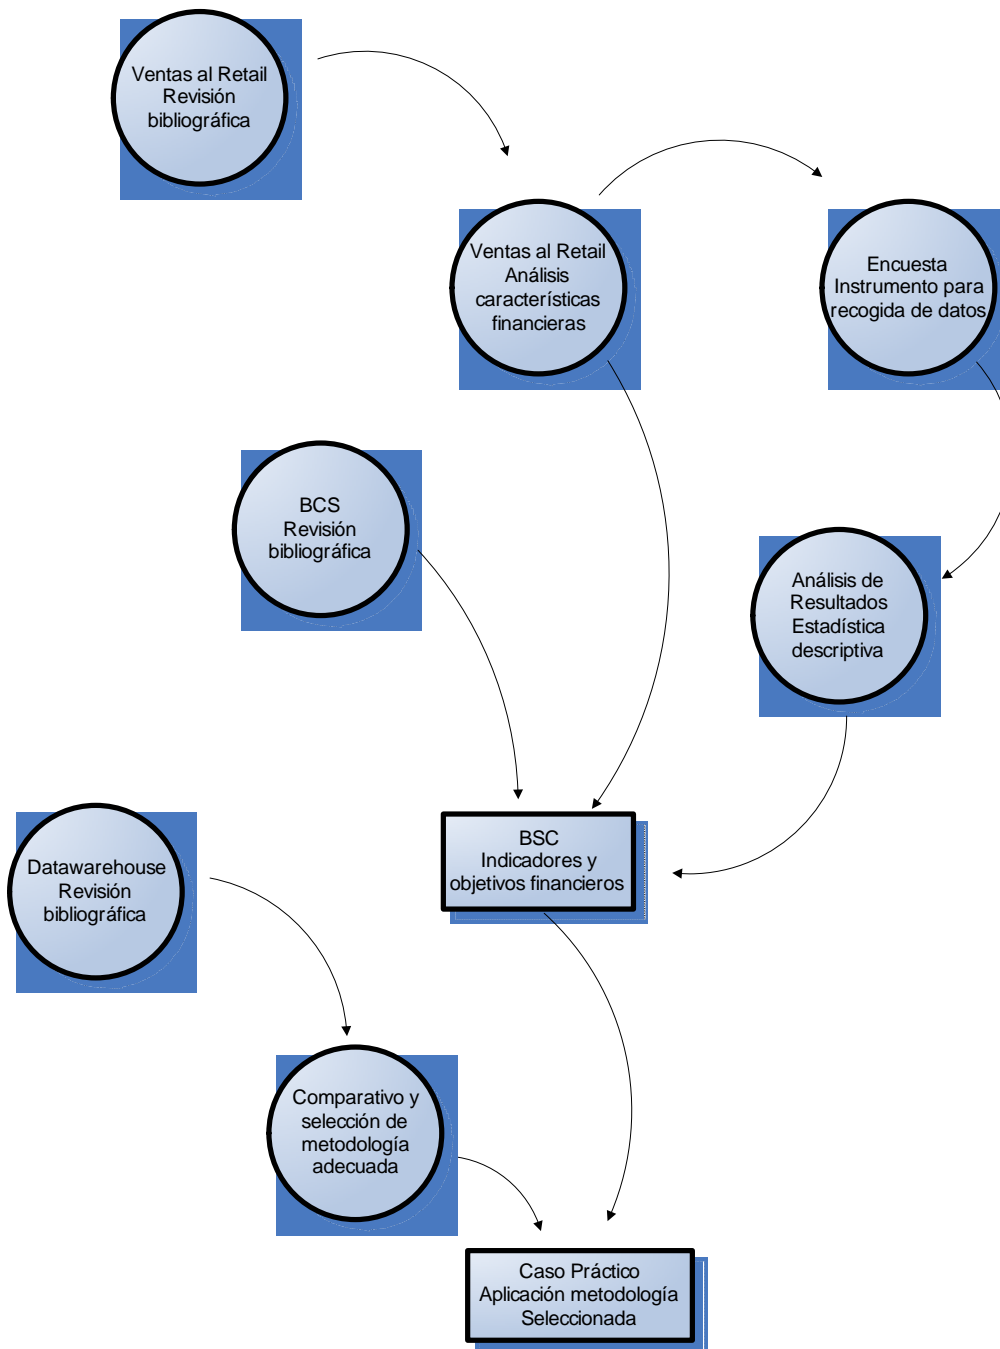 Ventas al Retail
Revisión
bibliográfica
Ventas al Retail
Análisis
características
financieras
Encuesta
Instrumento para
recogida de datos
BCS
Revisión
bibliográfica
Análisis de
Resultados
Estadística
descriptiva
BSC
Indicadores y
objetivos financieros
Datawarehouse
Revisión
bibliográfica
Comparativo y
selección de
metodología
adecuada
Caso Práctico
Aplicación metodología
Seleccionada